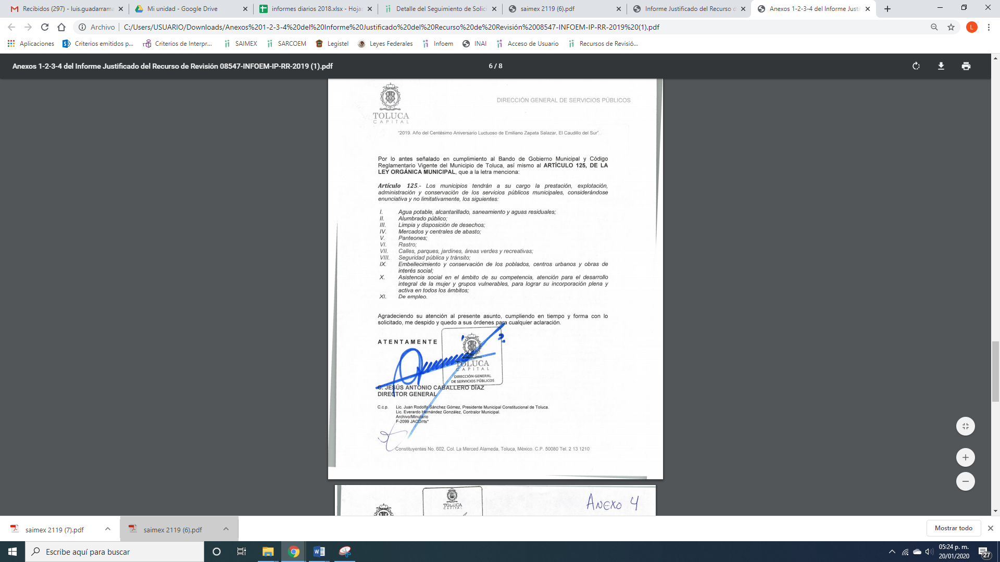 Recibidos (297) - luis.guadarrama
Mi unidad - Google Drive
informes diarios 2018.xlsx - Hoja
Detalle del Seguimiento de Solici
saimex 2119 (6).pdf
Informe Justificado del Recurso d
Anexos 1-2-3-4 del Informe Justif
Archivo
C:/Users/USUARIO/Downloads/Anexos%201-2-3-4%20del%20Informe%20Justificado%20del%20Recurso%20de%20Revisión%2008547-INFOEM-IP-RR-2019%20(1).pdf
L
Aplicaciones
Criterios emitidos p...
Criterios de Interpr...
SAIMEX
SARCOEM
Legistel
Leyes Federales
Infoem
INAI
Acceso de Usuario
Recursos de Revisió...
Anexos 1-2-3-4 del Informe Justificado del Recurso de Revisión 08547-INFOEM-IP-RR-2019 (1).pdf
6 / 8
TOLUCA
CAPITAL
DIRECCIÓN GENERAL DE SERVICIOS PÚBLICOS
"2019. Año del Centésimo Aniversario Luctuoso de Emiliano Zapata Salazar, El Caudillo del Sur"
Por lo antes señalado en cumplimiento al Bando de Gobierno Municipal y Código
Reglamentario Vigente del Municipio de Toluca, así mismo al ARTÍCULO 125, DE LA
LEY ORGÁNICA MUNICIPAL, que a la letra menciona:
Artículo 125.- Los municipios tendrán a su cargo la prestación, explotación,
administración y conservación de los servicios públicos municipales, considerándose
enunciativa y no limitativamente, los siguientes:
I. Agua potable, alcantarillado, saneamiento y aguas residuales;
II. Alumbrado público;
III. Limpia y disposición de desechos;
IV. Mercados y centrales de abasto;
V. Panteones;
VI. Rastro;
VII. Calles, parques, jardines, áreas verdes y recreativas;
VIII. Seguridad pública y tránsito;
IX. Embellecimiento y conservación de los poblados, centros urbanos y obras de
interés social;
X. Asistencia social en el ámbito de su competencia, atención para el desarrollo
integral de la mujer y grupos vulnerables, para lograr su incorporación plena y
activa en todos los ámbitos;
XI. De empleo.
Agradeciendo su atención al presente asunto, cumpliendo en tiempo y forma con lo
solicitado, me despido y quedo a sus órdenes para cualquier aclaración.
ATENTAMENTE
TOLUCA
CAPITAL
DIRECCIÓN GENERAL
DE SERVICIOS PÚBLICOS
C. JESÚS ANTONIO CABALLERO DÍAZ
DIRECTOR GENERAL
C.c.p. Lic. Juan Rodolfo Sánchez Gómez, Presidente Municipal Constitucional de Toluca.
Lic. Everardo Hernández González, Contralor Municipal.
Archivo/Minutario
F-2099 JACD/rts*
Constituyentes No. 602, Col. La Merced Alameda, Toluca, México. C.P. 50080 Tel. 2 13 1210
TOLUCA
CAPITAL
ANEXO 4
saimex 2119 (7).pdf
saimex 2119 (6).pdf
Mostrar todo
Escribe aquí para buscar
05:24 p. m.
20/01/2020
27